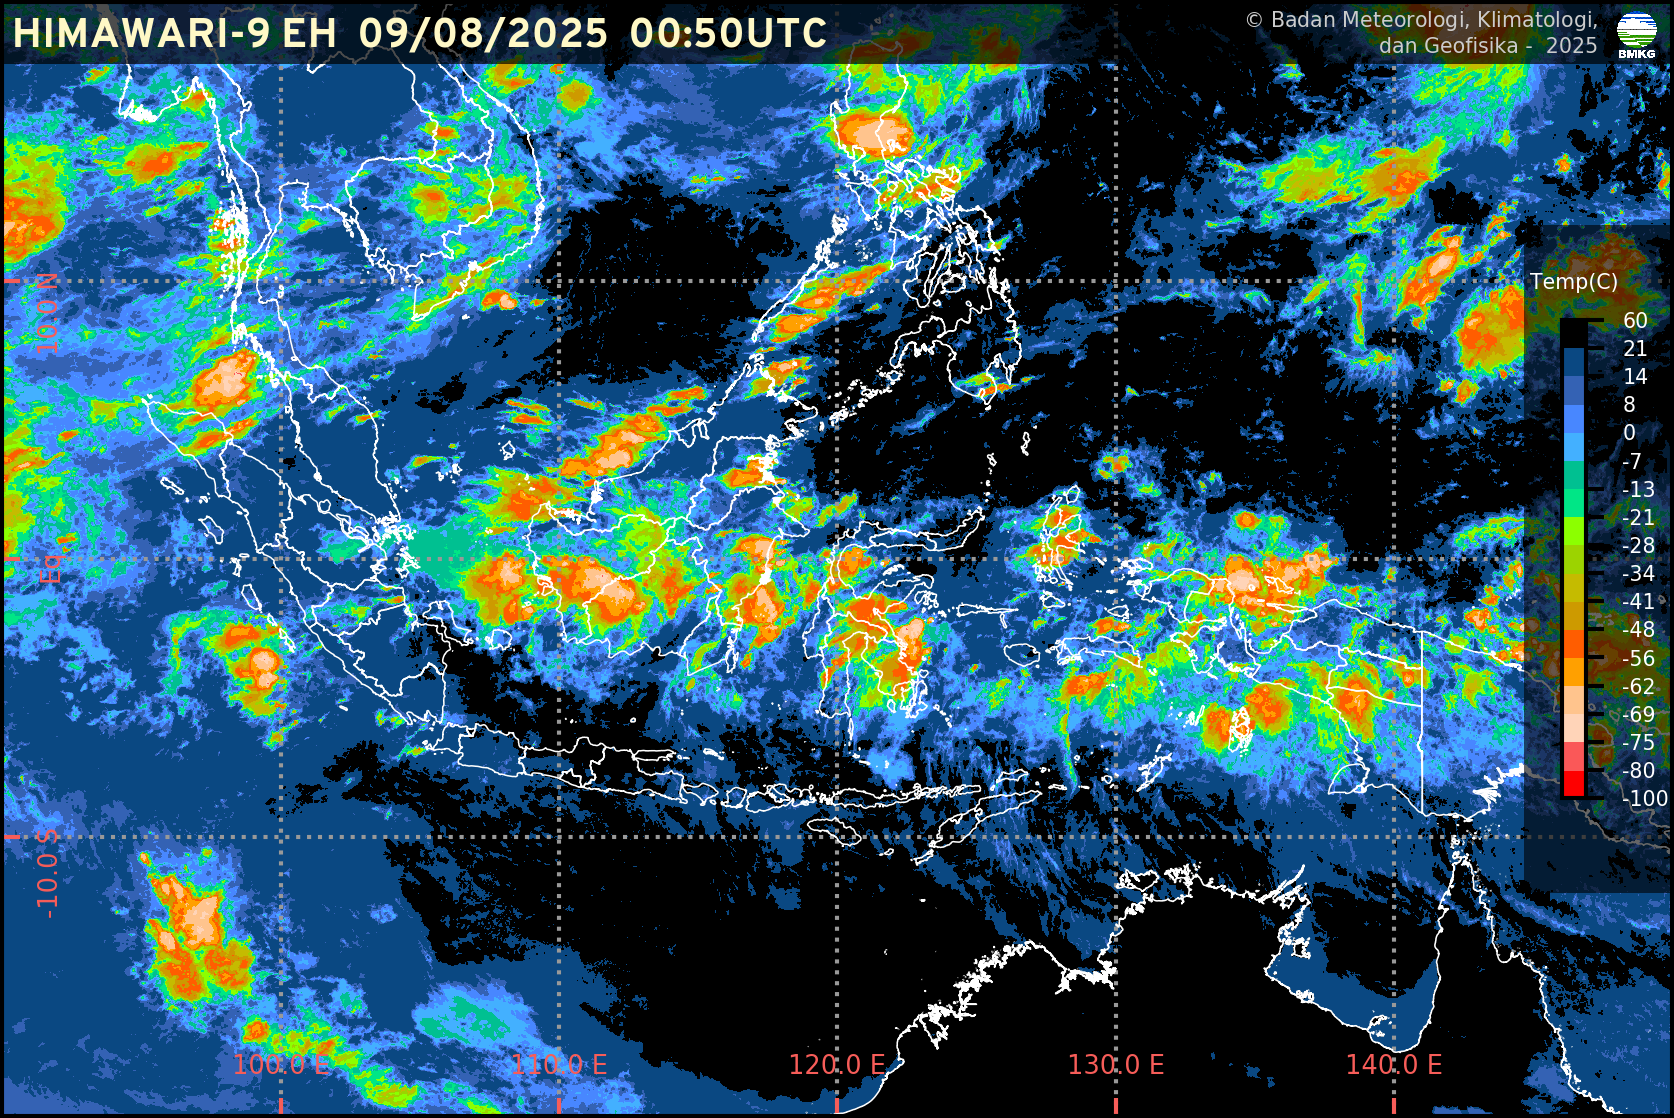 HIMAWARI-9 EH 09/08/2025 00:50UTC
© Badan Meteorologi, Klimatologi,
dan Geofisika - 2025
BMKG
10.0 N
Eq
-10.0 S
Temp(C)
60
21
14
8
0
-7
-13
-21
-28
-34
-41
-48
-56
-62
-69
-75
-80
-100
100.0 E
110.0 E
120.0 E
130.0 E
140.0 E